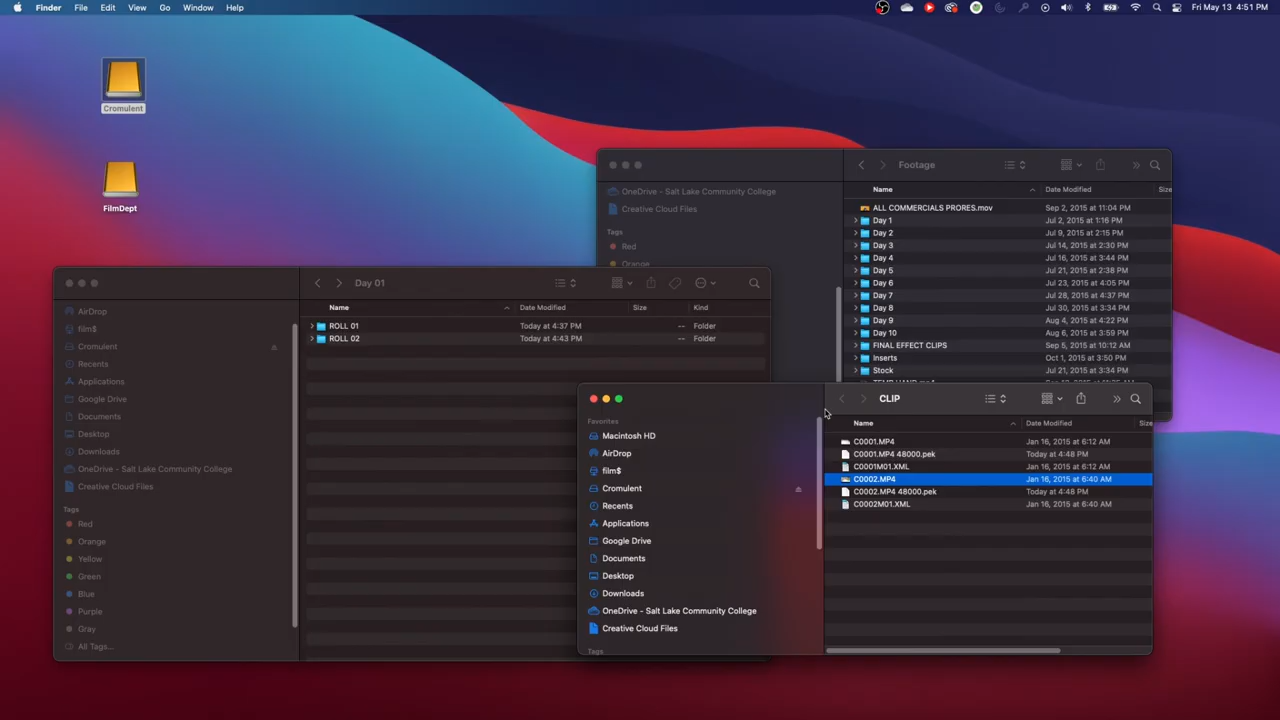 Finder File Edit View Go Window Help Fri May 13 4:51 PM
Cromulent
FilmDept
Footage
OneDrive - Salt Lake Community College
Creative Cloud Files
Tags
Red
Orange
Name Date Modified Size
ALL COMMERCIALS PRORES.mov Sep 2, 2015 at 11:04 PM
Day 1 Jul 2, 2015 at 1:16 PM
Day 2 Jul 9, 2015 at 2:15 PM
Day 3 Jul 14, 2015 at 2:30 PM
Day 4 Jul 16, 2015 at 3:44 PM
Day 5 Jul 21, 2015 at 2:38 PM
Day 6 Jul 23, 2015 at 4:05 PM
Day 7 Jul 28, 2015 at 4:37 PM
Day 8 Jul 30, 2015 at 3:34 PM
Day 9 Aug 4, 2015 at 4:22 PM
Day 10 Aug 6, 2015 at 3:59 PM
FINAL EFFECT CLIPS Sep 5, 2015 at 10:12 AM
Inserts Oct 1, 2015 at 3:50 PM
Stock Jul 21, 2015 at 3:34 PM
Day 01
AirDrop
film$
Cromulent
Recents
Applications
Google Drive
Documents
Desktop
Downloads
OneDrive - Salt Lake Community College
Creative Cloud Files
Tags
Red
Orange
Yellow
Green
Blue
Purple
Gray
All Tags...
Name Date Modified Size Kind
ROLL 01 Today at 4:37 PM -- Folder
ROLL 02 Today at 4:43 PM -- Folder
CLIP
Favorites
Macintosh HD
AirDrop
film$
Cromulent
Recents
Applications
Google Drive
Documents
Desktop
Downloads
OneDrive - Salt Lake Community College
Creative Cloud Files
Tags
Name Date Modified Size
C0001.MP4 Jan 16, 2015 at 6:12 AM
C0001.MP4 48000.pek Today at 4:48 PM
C0001M01.XML Jan 16, 2015 at 6:12 AM
C0002.MP4 Jan 16, 2015 at 6:40 AM
C0002.MP4 48000.pek Today at 4:48 PM
C0002M01.XML Jan 16, 2015 at 6:40 AM